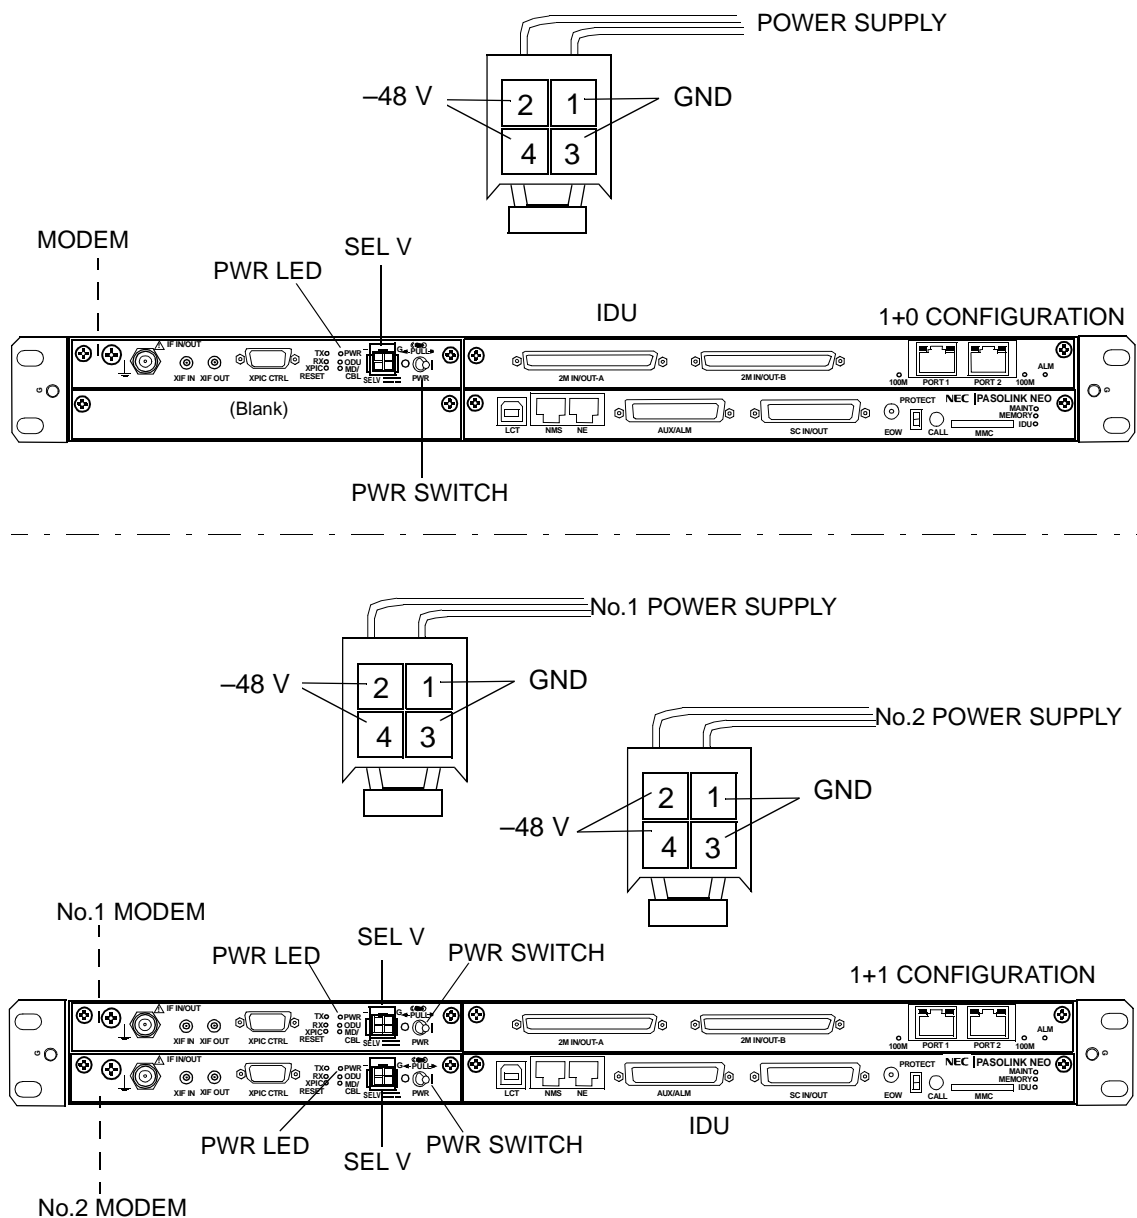 POWER SUPPLY
–48 V
2 1
GND
4 3
MODEM
SEL V
PWR LED
IDU
1+0 CONFIGURATION
IF IN/OUT
XIF IN XIF OUT XPIC CTRL
TX PWR
RX ODU
XPIC MD/
RESET CBL
SELV
G PULL
PWR
2M IN/OUT-A
2M IN/OUT-B
100M PORT 1 PORT 2 100M
ALM
G
G
(Blank)
LCT NMS NE AUX/ALM SC IN/OUT EOW
PROTECT
CALL
NEC PASOLINK NEO
MAINT
MEMORY
IDU
MMC
PWR SWITCH
No.1 POWER SUPPLY
–48 V
2 1
GND
4 3
No.2 POWER SUPPLY
2 1
GND
–48 V
4 3
No.1 MODEM
SEL V
PWR LED
PWR SWITCH
1+1 CONFIGURATION
IF IN/OUT
XIF IN XIF OUT XPIC CTRL
TX PWR
RX ODU
XPIC MD/
RESET CBL
SELV
G PULL
PWR
2M IN/OUT-A
2M IN/OUT-B
100M PORT 1 PORT 2 100M
ALM
G
G
IF IN/OUT
XIF IN XIF OUT XPIC CTRL
TX PWR
RX ODU
XPIC MD/
RESET CBL
SELV
G PULL
PWR
LCT NMS NE AUX/ALM SC IN/OUT EOW
PROTECT
CALL
NEC PASOLINK NEO
MAINT
MEMORY
IDU
MMC
IDU
PWR LED
SEL V
PWR SWITCH
No.2 MODEM